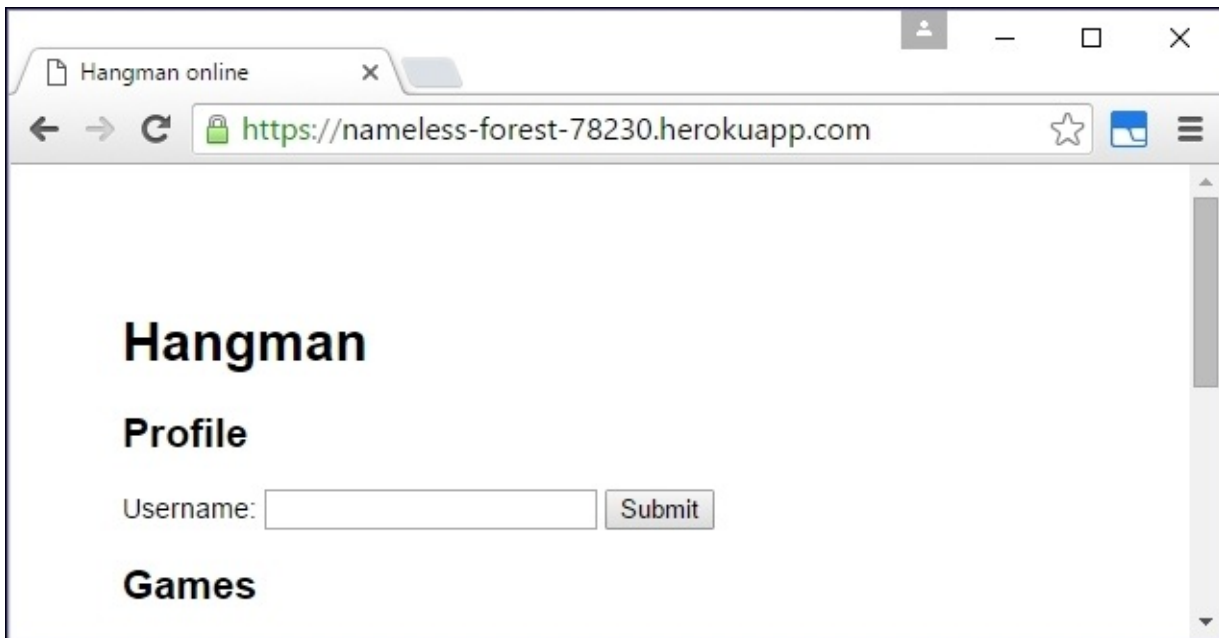 Hangman online
https://nameless-forest-78230.herokuapp.com
Hangman
Profile
Username: Submit
Games